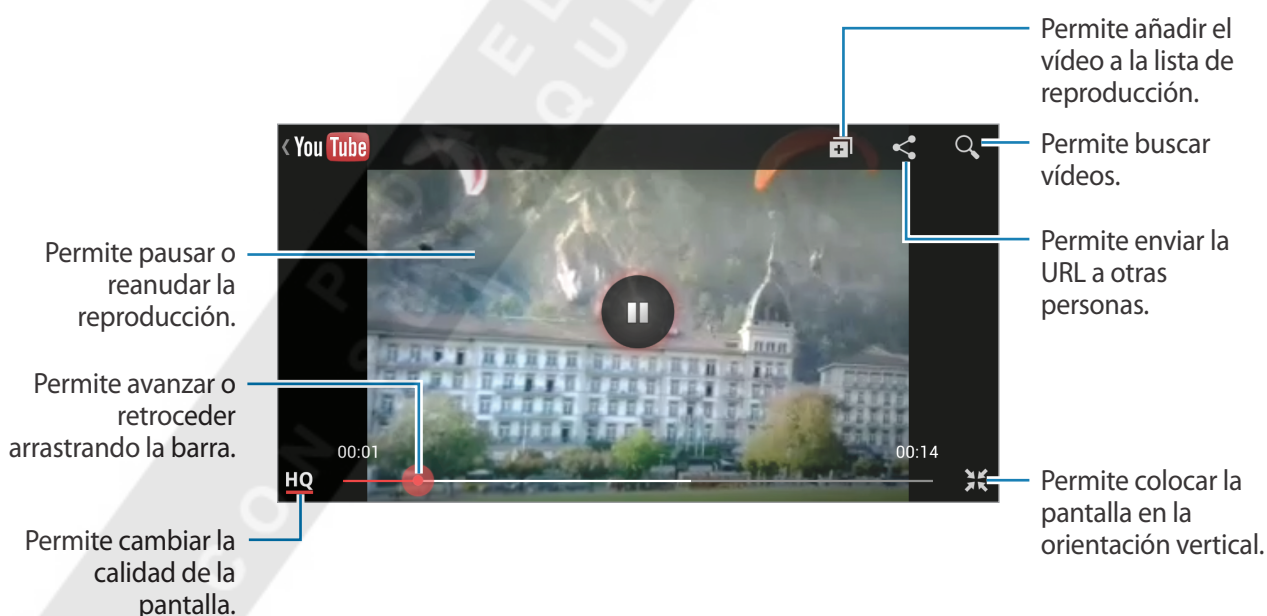 Permite añadir el
vídeo a la lista de
reproducción.
‹ You Tube
Permite buscar
vídeos.
Permite enviar la
URL a otras
personas.
Permite pausar o
reanudar la
reproducción.
Permite avanzar o
retroceder
arrastrando la barra.
00:01
00:14
HQ
Permite colocar la
pantalla en la
orientación vertical.
Permite cambiar la
calidad de la
pantalla.